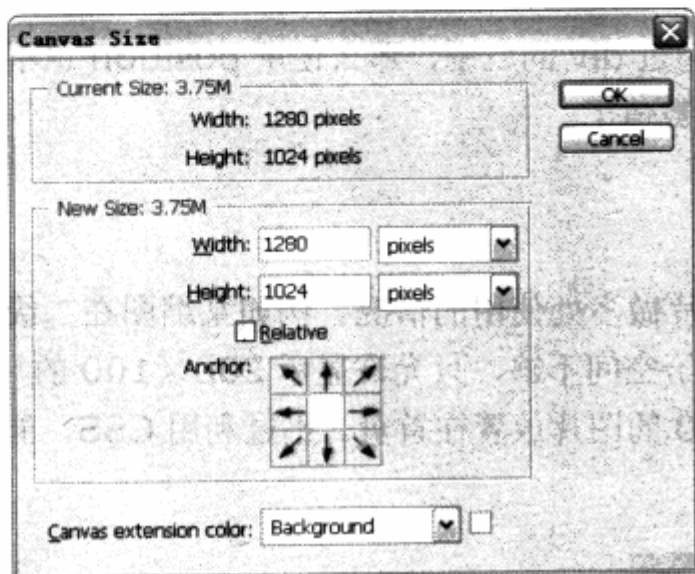 Canvas Size
Current Size: 3.75M
OK
Width: 1280 pixels
Cancel
Height: 1024 pixels
New Size: 3.75M
Width: 1280 pixels
Height: 1024 pixels
Relative
Anchor:
Canvas extension color: Background